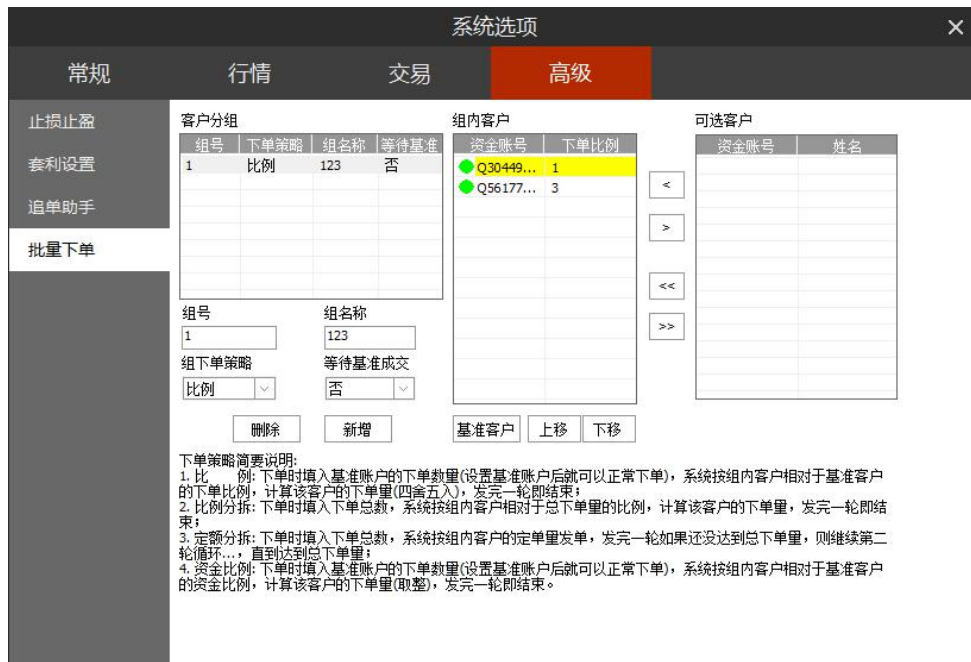 系统选项
常规 行情 交易 高级
止损止盈
套利设置
追单助手
批量下单
客户分组
组号 下单策略 组名称 等待基准
1 比例 123 否
组号 组名称
1 123
组下单策略 等待基准成交
比例 否
删除 新增
组内客户
资金账号 下单比例
Q30449... 1
Q56177... 3
基准客户 上移 下移
<
>
<<
>>
可选客户
资金账号 姓名
下单策略简要说明:
1. 比 例: 下单时填入基准账户的下单数量(设置基准账户后就可以正常下单)，系统按组内客户相对于基准客户
的下单比例，计算该客户的下单量(四舍五入)，发完一轮即结束；
2. 比例分拆: 下单时填入下单总数，系统按组内客户相对于总下单量的比例，计算该客户的下单量，发完一轮即结
束；
3. 定额分拆: 下单时填入下单总数，系统按组内客户的定单量发单，发完一轮如果还没达到总下单量，则继续第二
轮循环...，直到达到总下单量；
4. 资金比例: 下单时填入基准账户的下单数量(设置基准账户后就可以正常下单)，系统按组内客户相对于基准客户
的资金比例，计算该客户的下单量(取整)，发完一轮即结束。